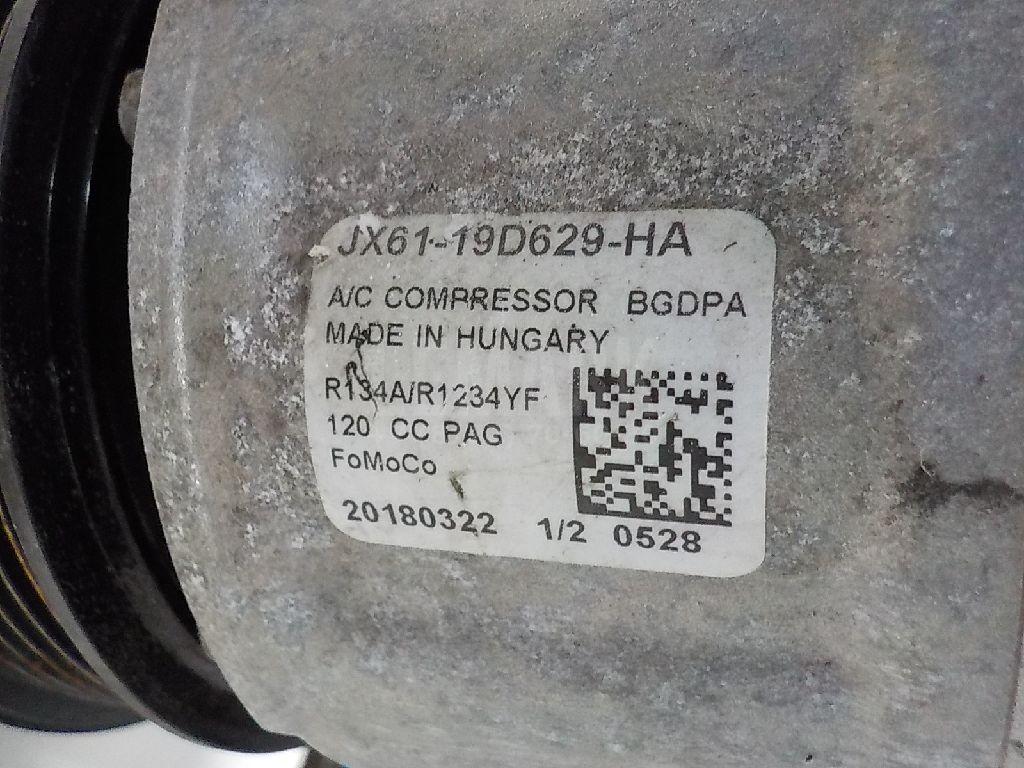 JX61-19D629-HA
A/C COMPRESSOR BGDPA
MADE IN HUNGARY
R134A/R1234YF
120 CC PAG
FoMoCo
20180322 1/2 0528